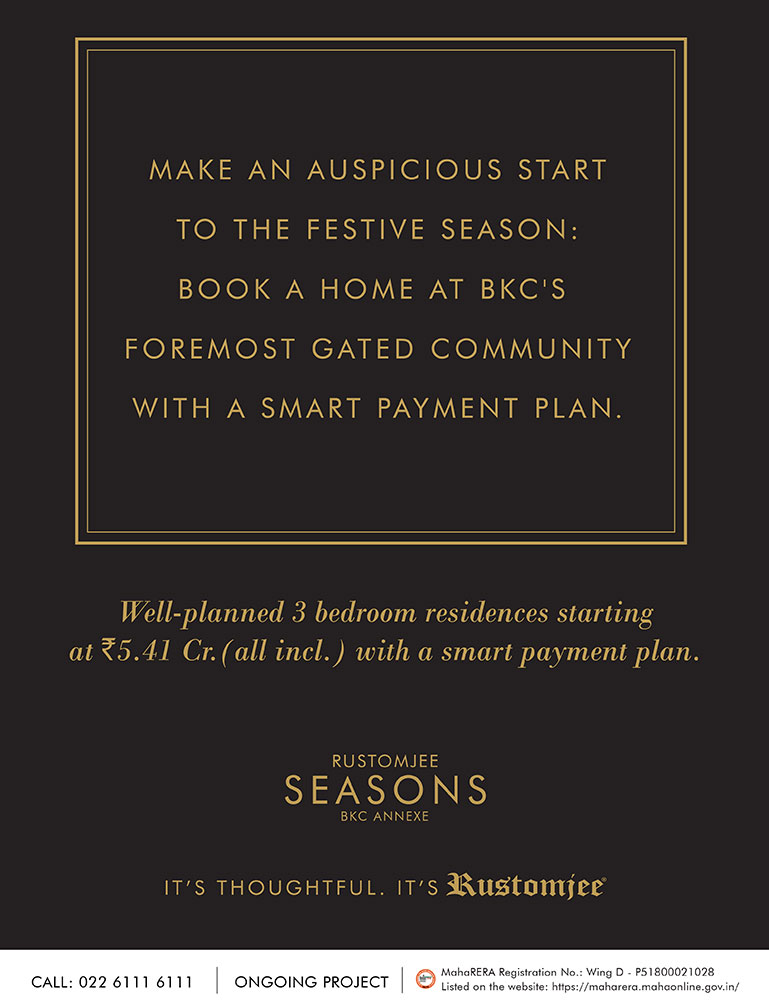 MAKE AN AUSPICIOUS START
TO THE FESTIVE SEASON:
BOOK A HOME AT BKC'S
FOREMOST GATED COMMUNITY
WITH A SMART PAYMENT PLAN.
Well-planned 3 bedroom residences starting
at ₹5.41 Cr.(all incl.) with a smart payment plan.
RUSTOMJEE
SEASONS
BKC ANNEXE
IT'S THOUGHTFUL. IT'S Rustomjee®
CALL: 022 6111 6111
ONGOING PROJECT
MahaRERA Registration No.: Wing D - P51800021028
Listed on the website: https://maharera.mahaonline.gov.in/